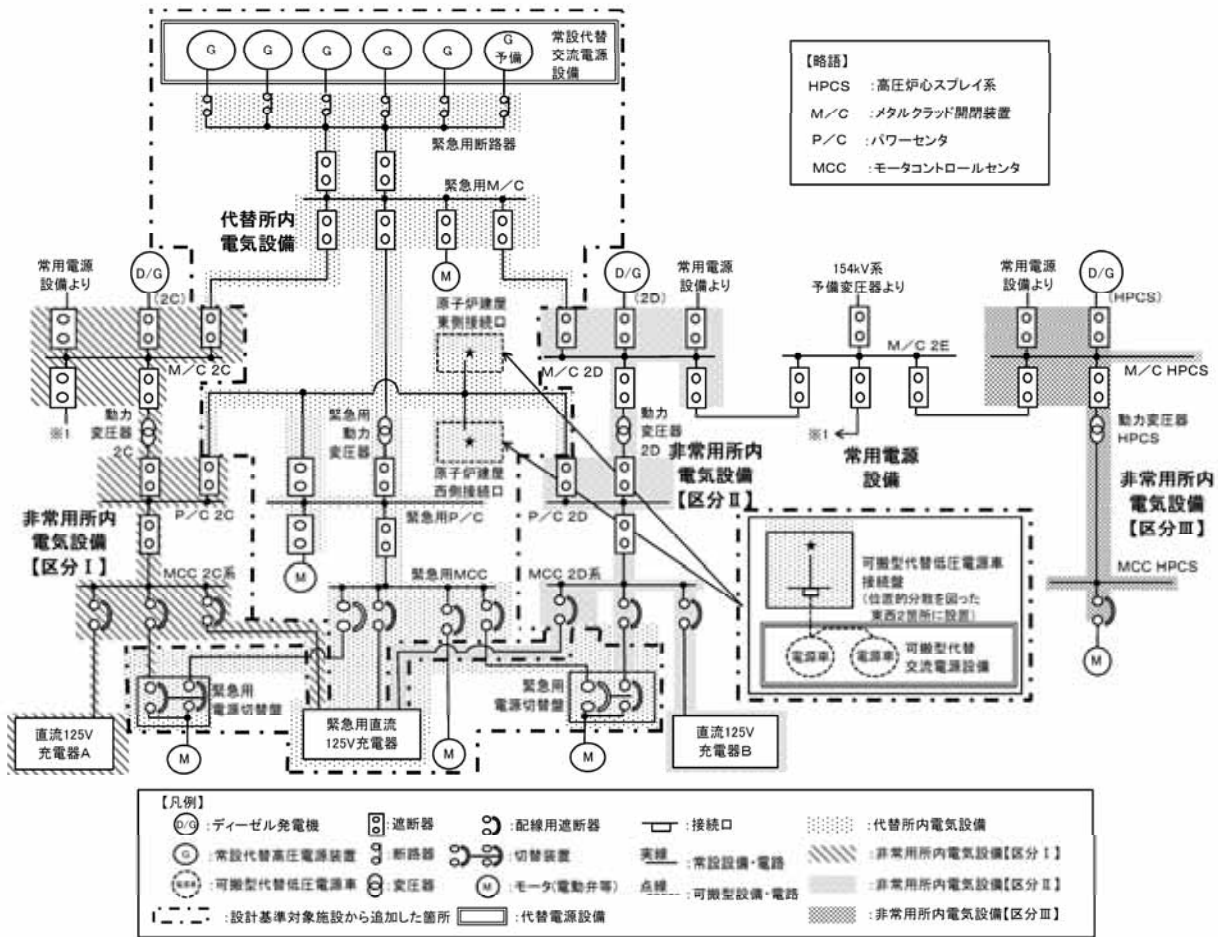 G
G
G
G
G
G
予備
常設代替
交流電源
設備
緊急用断路器
緊急用M/C
代替所内
電気設備
【略語】
HPCS :高圧炉心スプレイ系
M/C :メタルクラッド開閉装置
P/C :パワーセンタ
MCC :モータコントロールセンタ
常用電源
設備より
D/G
(2C)
M
原子炉建屋
東側接続口
★
D/G
(2D)
常用電源
設備より
154kV系
予備変圧器より
常用電源
設備より
D/G
(HPCS)
M/C 2C
M/C 2D
M/C 2E
M/C HPCS
※1
動力
変圧器
2C
緊急用
動力
変圧器
★
原子炉建屋
西側接続口
動力
変圧器
2D
※1
常用電源
設備
動力変圧器
HPCS
非常用所内
電気設備
【区分Ⅰ】
P/C 2C
緊急用P/C
P/C 2D
非常用所内
電気設備
【区分Ⅱ】
非常用所内
電気設備
【区分Ⅲ】
M
MCC 2C系
緊急用MCC
MCC 2D系
MCC HPCS
★
可搬型代替低圧電源車
接続盤
(位置的分散を図った
東西2箇所に設置)
電源車
電源車
可搬型代替
交流電源設備
M
緊急用
電源切替盤
緊急用
電源切替盤
直流125V
充電器A
M
緊急用直流
125V充電器
M
M
直流125V
充電器B
【凡例】
D/G :ディーゼル発電機
:遮断器
:配線用遮断器
:接続口
:代替所内電気設備
G :常設代替高圧電源装置
:断路器
:切替装置
実線
:常設設備・電路
:非常用所内電気設備【区分Ⅰ】
電源車 :可搬型代替低圧電源車
:変圧器
M :モータ(電動弁等)
点線
:可搬型設備・電路
:非常用所内電気設備【区分Ⅱ】
:設計基準対象施設から追加した箇所
:代替電源設備
:非常用所内電気設備【区分Ⅲ】